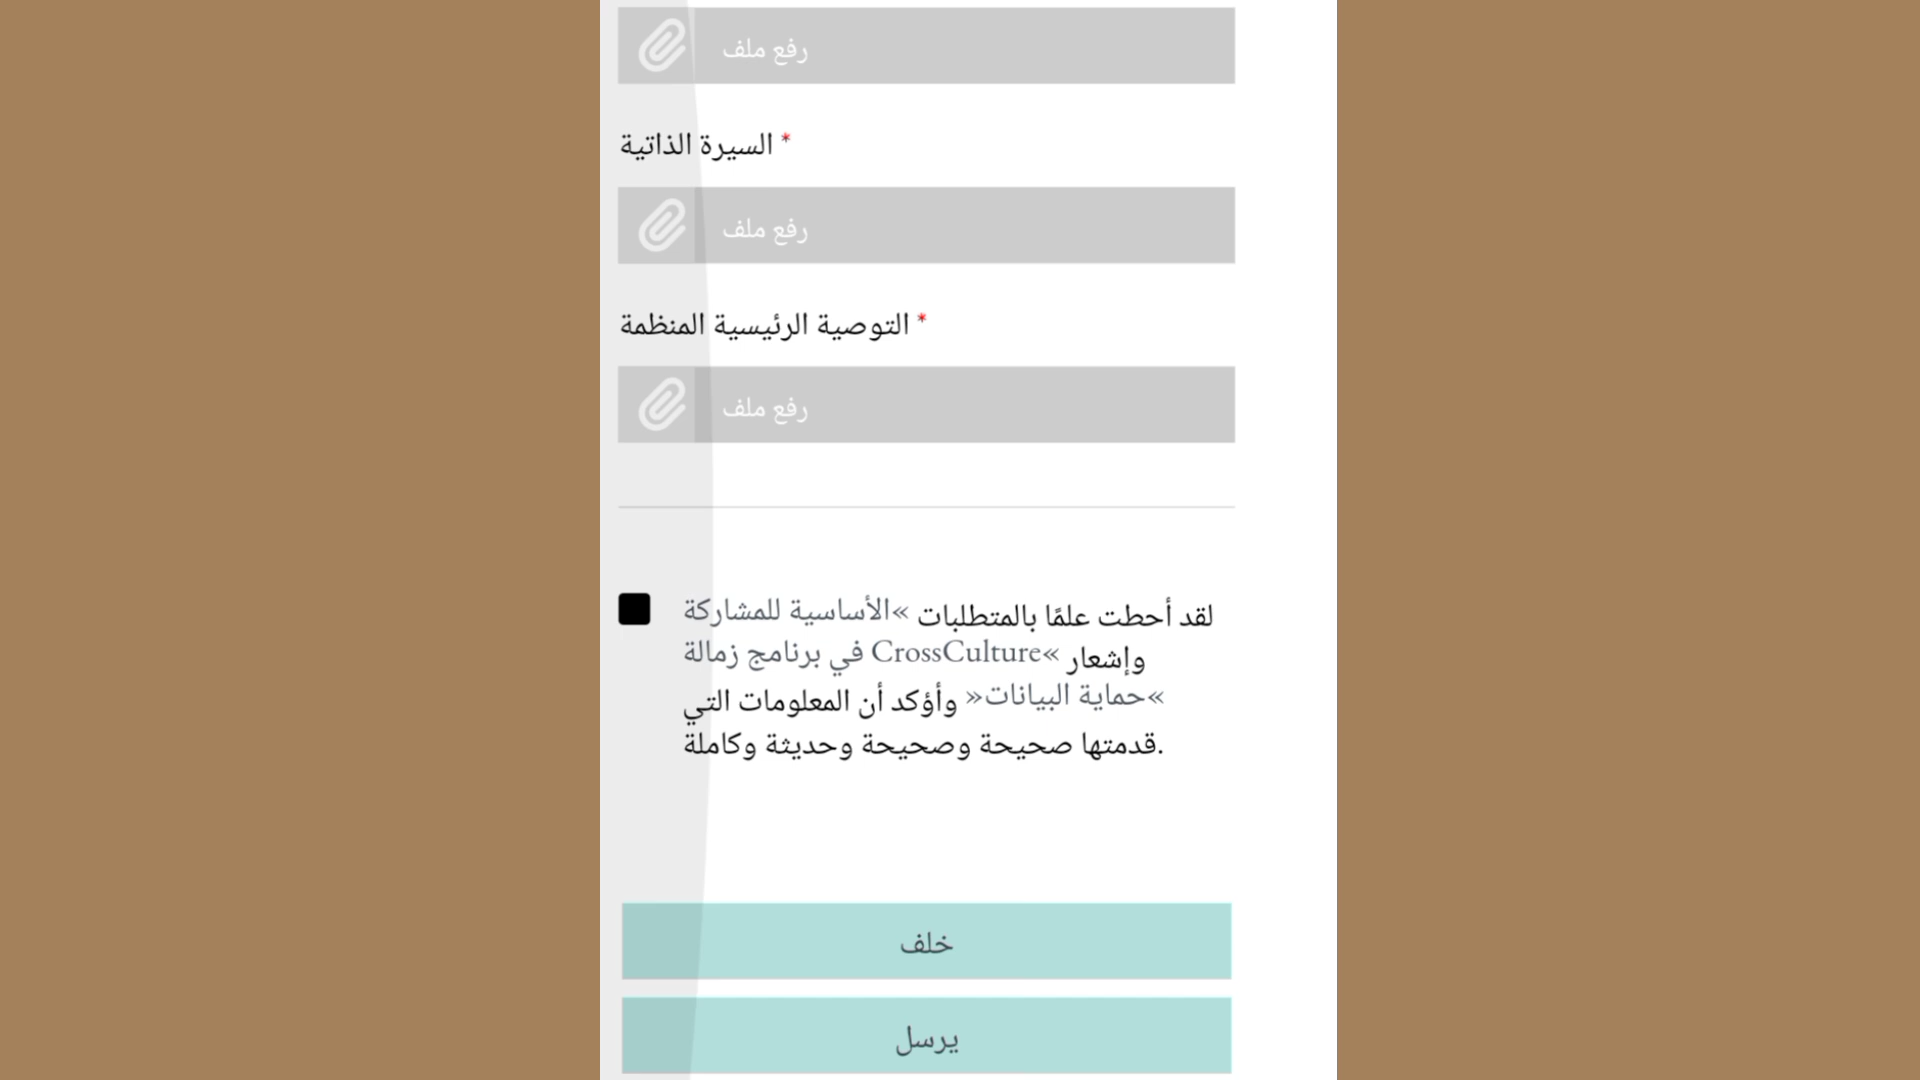 رفع ملف
السيرة الذاتية *
رفع ملف
التوصية الرئيسية المنظمة *
رفع ملف
لقد أحطت علمًا بالمتطلبات «الأساسية للمشاركة
وإشعار «CrossCulture في برنامج زمالة
«حماية البيانات» وأؤكد أن المعلومات التي
قدمتها صحيحة وصحيحة وحديثة وكاملة.
خلف
يرسل